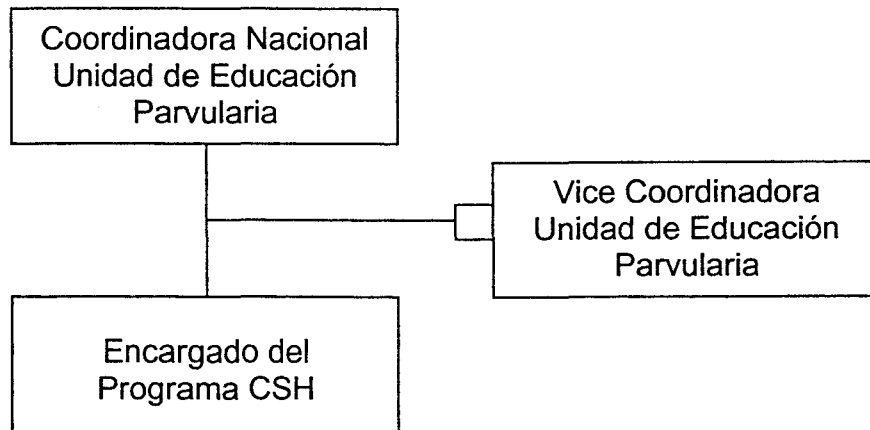 Coordinadora Nacional
Unidad de Educación
Parvularia
Vice Coordinadora
Unidad de Educación
Parvularia
Encargado del
Programa CSH